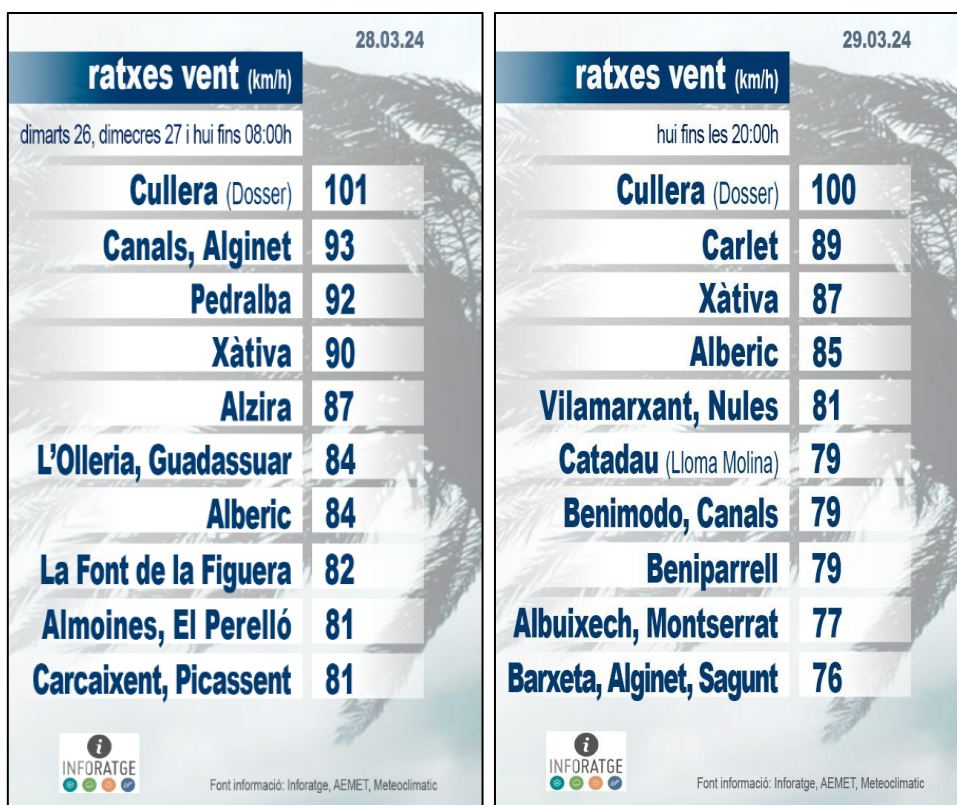 28.03.24
ratxes vent (km/h)
dimarts 26, dimecres 27 i hui fins 08:00h
Cullera (Dosser) 101
Canals, Alginet 93
Pedralba 92
Xàtiva 90
Alzira 87
L'Olleria, Guadassuar 84
Alberic 84
La Font de la Figuera 82
Almoines, El Perelló 81
Carcaixent, Picassent 81
i
INFORATGE
Font informació: Inforatge, AEMET, Meteoclimatic
29.03.24
ratxes vent (km/h)
hui fins les 20:00h
Cullera (Dosser) 100
Carlet 89
Xàtiva 87
Alberic 85
Vilamarxant, Nules 81
Catadau (Lloma Molina) 79
Benimodo, Canals 79
Beniparrell 79
Albuixech, Montserrat 77
Barxeta, Alginet, Sagunt 76
i
INFORATGE
Font informació: Inforatge, AEMET, Meteoclimatic